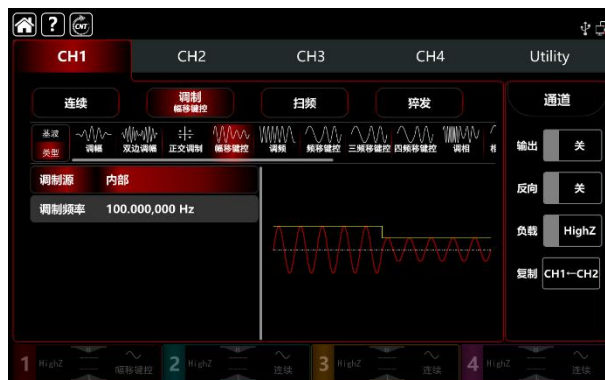 ? CNT
CH1 CH2 CH3 CH4 Utility
连续 调制 扫频 猝发 通道
幅移键控
基波
类型 调幅 双边调幅 正交调制 幅移键控 调频 频移键控 三频移键控 四频移键控 调相
输出 关
调制源 内部
反向 关
调制频率 100.000,000 Hz
负载 HighZ
复制 CH1←CH2
1 HighZ 幅移键控 2 HighZ 连续 3 HighZ 连续 4 HighZ 连续